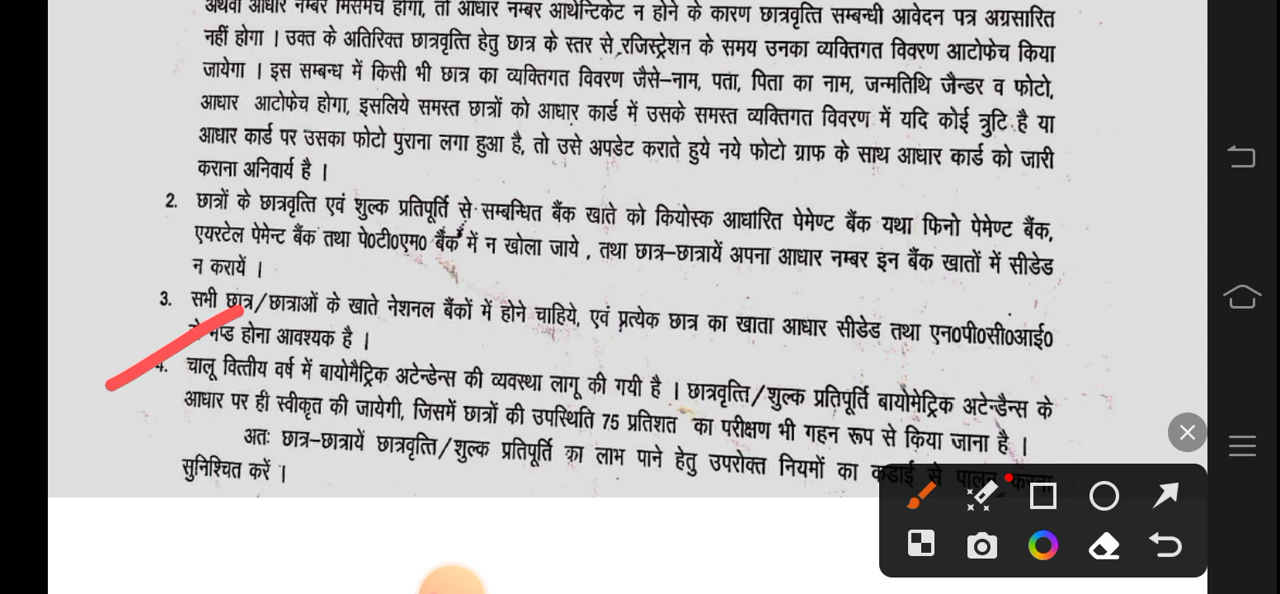 अथवा आधार नम्बर मिसमैच होगा, तो आधार नम्बर आथेन्टिकेट न होने के कारण छात्रवृत्ति सम्बन्धी आवेदन पत्र अग्रसारित
नहीं होगा । उक्त के अतिरिक्त छात्रवृत्ति हेतु छात्र के स्तर से रजिस्ट्रेशन के समय उनका व्यक्तिगत विवरण आटोफेच किया
जायेगा । इस सम्बन्ध में किसी भी छात्र का व्यक्तिगत विवरण जैसे–नाम, पता, पिता का नाम, जन्मतिथि जैन्डर व फोटो,
आधार आटोफेच होगा, इसलिये समस्त छात्रों को आधार कार्ड में उसके समस्त व्यक्तिगत विवरण में यदि कोई त्रुटि है या
आधार कार्ड पर उसका फोटो पुराना लगा हुआ है, तो उसे अपडेट कराते हुये नये फोटो ग्राफ के साथ आधार कार्ड को जारी
कराना अनिवार्य है ।
2. छात्रों के छात्रवृत्ति एवं शुल्क प्रतिपूर्ति से सम्बन्धित बैंक खाते को कियोस्क आधारित पेमेण्ट बैंक यथा फिनो पेमेण्ट बैंक,
एयरटेल पेमेन्ट बैंक तथा पे0टी0एम0 बैंक में न खोला जाये , तथा छात्र–छात्रायें अपना आधार नम्बर इन बैंक खातों में सीडेड
न करायें ।
3. सभी छात्र/छात्राओं के खाते नेशनल बैंकों में होने चाहिये, एवं प्रत्येक छात्र का खाता आधार सीडेड तथा एन0पी0सी0आई0
होना आवश्यक है ।
4. चालू वित्तीय वर्ष में बायोमैट्रिक अटेन्डेन्स की व्यवस्था लागू की गयी है । छात्रवृत्ति/शुल्क प्रतिपूर्ति बायोमेट्रिक अटेन्डैन्स के
आधार पर ही स्वीकृत की जायेगी, जिसमें छात्रों की उपस्थिति 75 प्रतिशत का परीक्षण भी गहन रूप से किया जाना है ।
अतः छात्र–छात्रायें छात्रवृत्ति/शुल्क प्रतिपूर्ति का लाभ पाने हेतु उपरोक्त नियमों का कडाई से पालन करना
सुनिश्चित करें ।